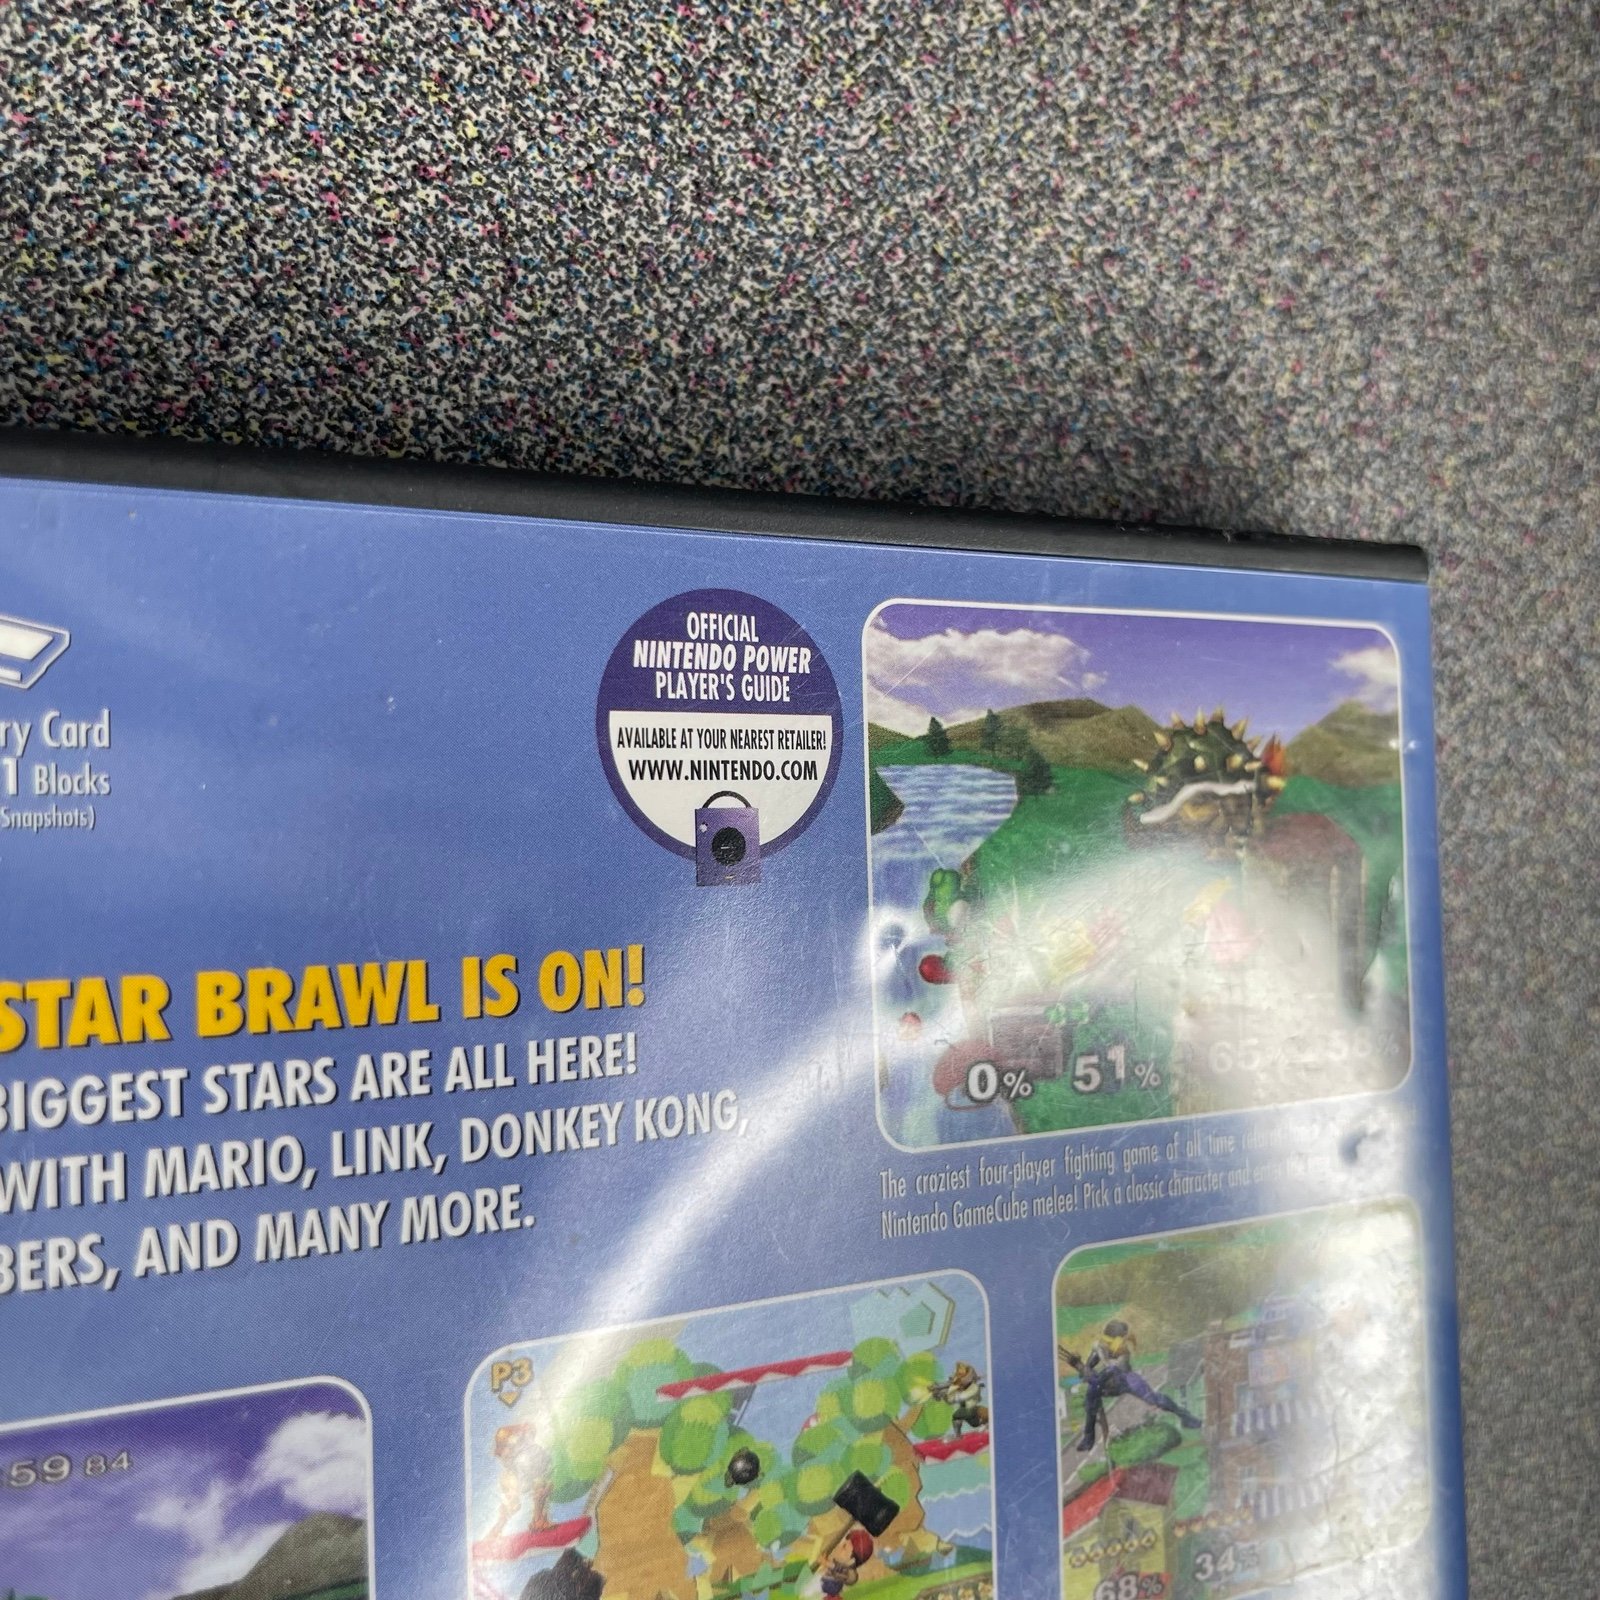 OFFICIAL
NINTENDO POWER
PLAYER'S GUIDE
AVAILABLE AT YOUR NEAREST RETAILER!
WWW.NINTENDO.COM
ry Card
1 Blocks
Snapshots)
STAR BRAWL IS ON!
BIGGEST STARS ARE ALL HERE!
WITH MARIO, LINK, DONKEY KONG,
BERS, AND MANY MORE.
0% 51% 65%
The craziest four-player fighting game of all time
Nintendo GameCube melee! Pick a classic character and
59 84
P3
34%
68%